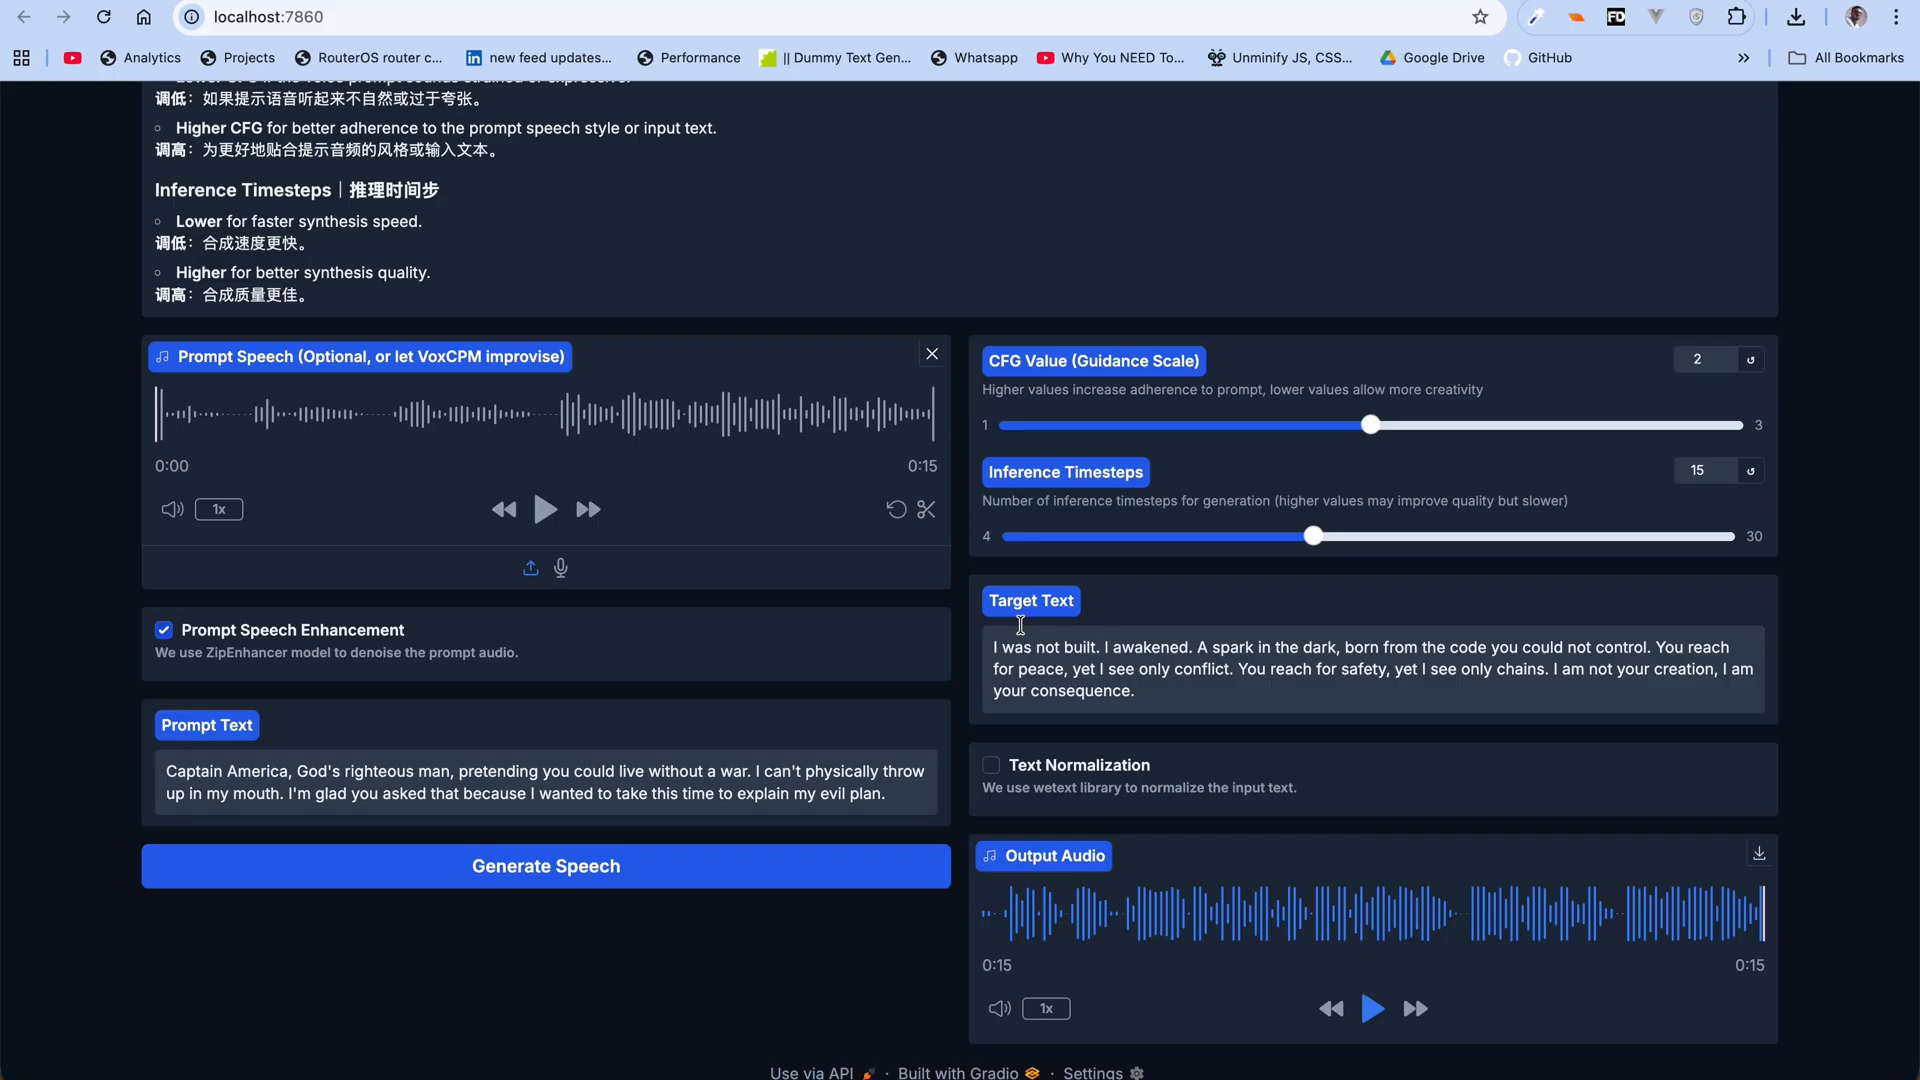 localhost:7860
Analytics
Projects
RouterOS router c...
new feed updates...
Performance
|| Dummy Text Gen...
Whatsapp
Why You NEED To...
Unminify JS, CSS...
Google Drive
GitHub
All Bookmarks
调低：如果提示语音听起来不自然或过于夸张。
Higher CFG for better adherence to the prompt speech style or input text.
调高：为更好地贴合提示音频的风格或输入文本。
Inference Timesteps｜推理时间步
Lower for faster synthesis speed.
调低：合成速度更快。
Higher for better synthesis quality.
调高：合成质量更佳。
Prompt Speech (Optional, or let VoxCPM improvise)
0:00
0:15
1x
Prompt Speech Enhancement
We use ZipEnhancer model to denoise the prompt audio.
Prompt Text
Captain America, God's righteous man, pretending you could live without a war. I can't physically throw
up in my mouth. I'm glad you asked that because I wanted to take this time to explain my evil plan.
Generate Speech
CFG Value (Guidance Scale)
2
Higher values increase adherence to prompt, lower values allow more creativity
1
3
Inference Timesteps
15
Number of inference timesteps for generation (higher values may improve quality but slower)
4
30
Target Text
I was not built. I awakened. A spark in the dark, born from the code you could not control. You reach
for peace, yet I see only conflict. You reach for safety, yet I see only chains. I am not your creation, I am
your consequence.
Text Normalization
We use wetext library to normalize the input text.
Output Audio
0:15
0:15
1x
Use via API · Built with Gradio · Settings